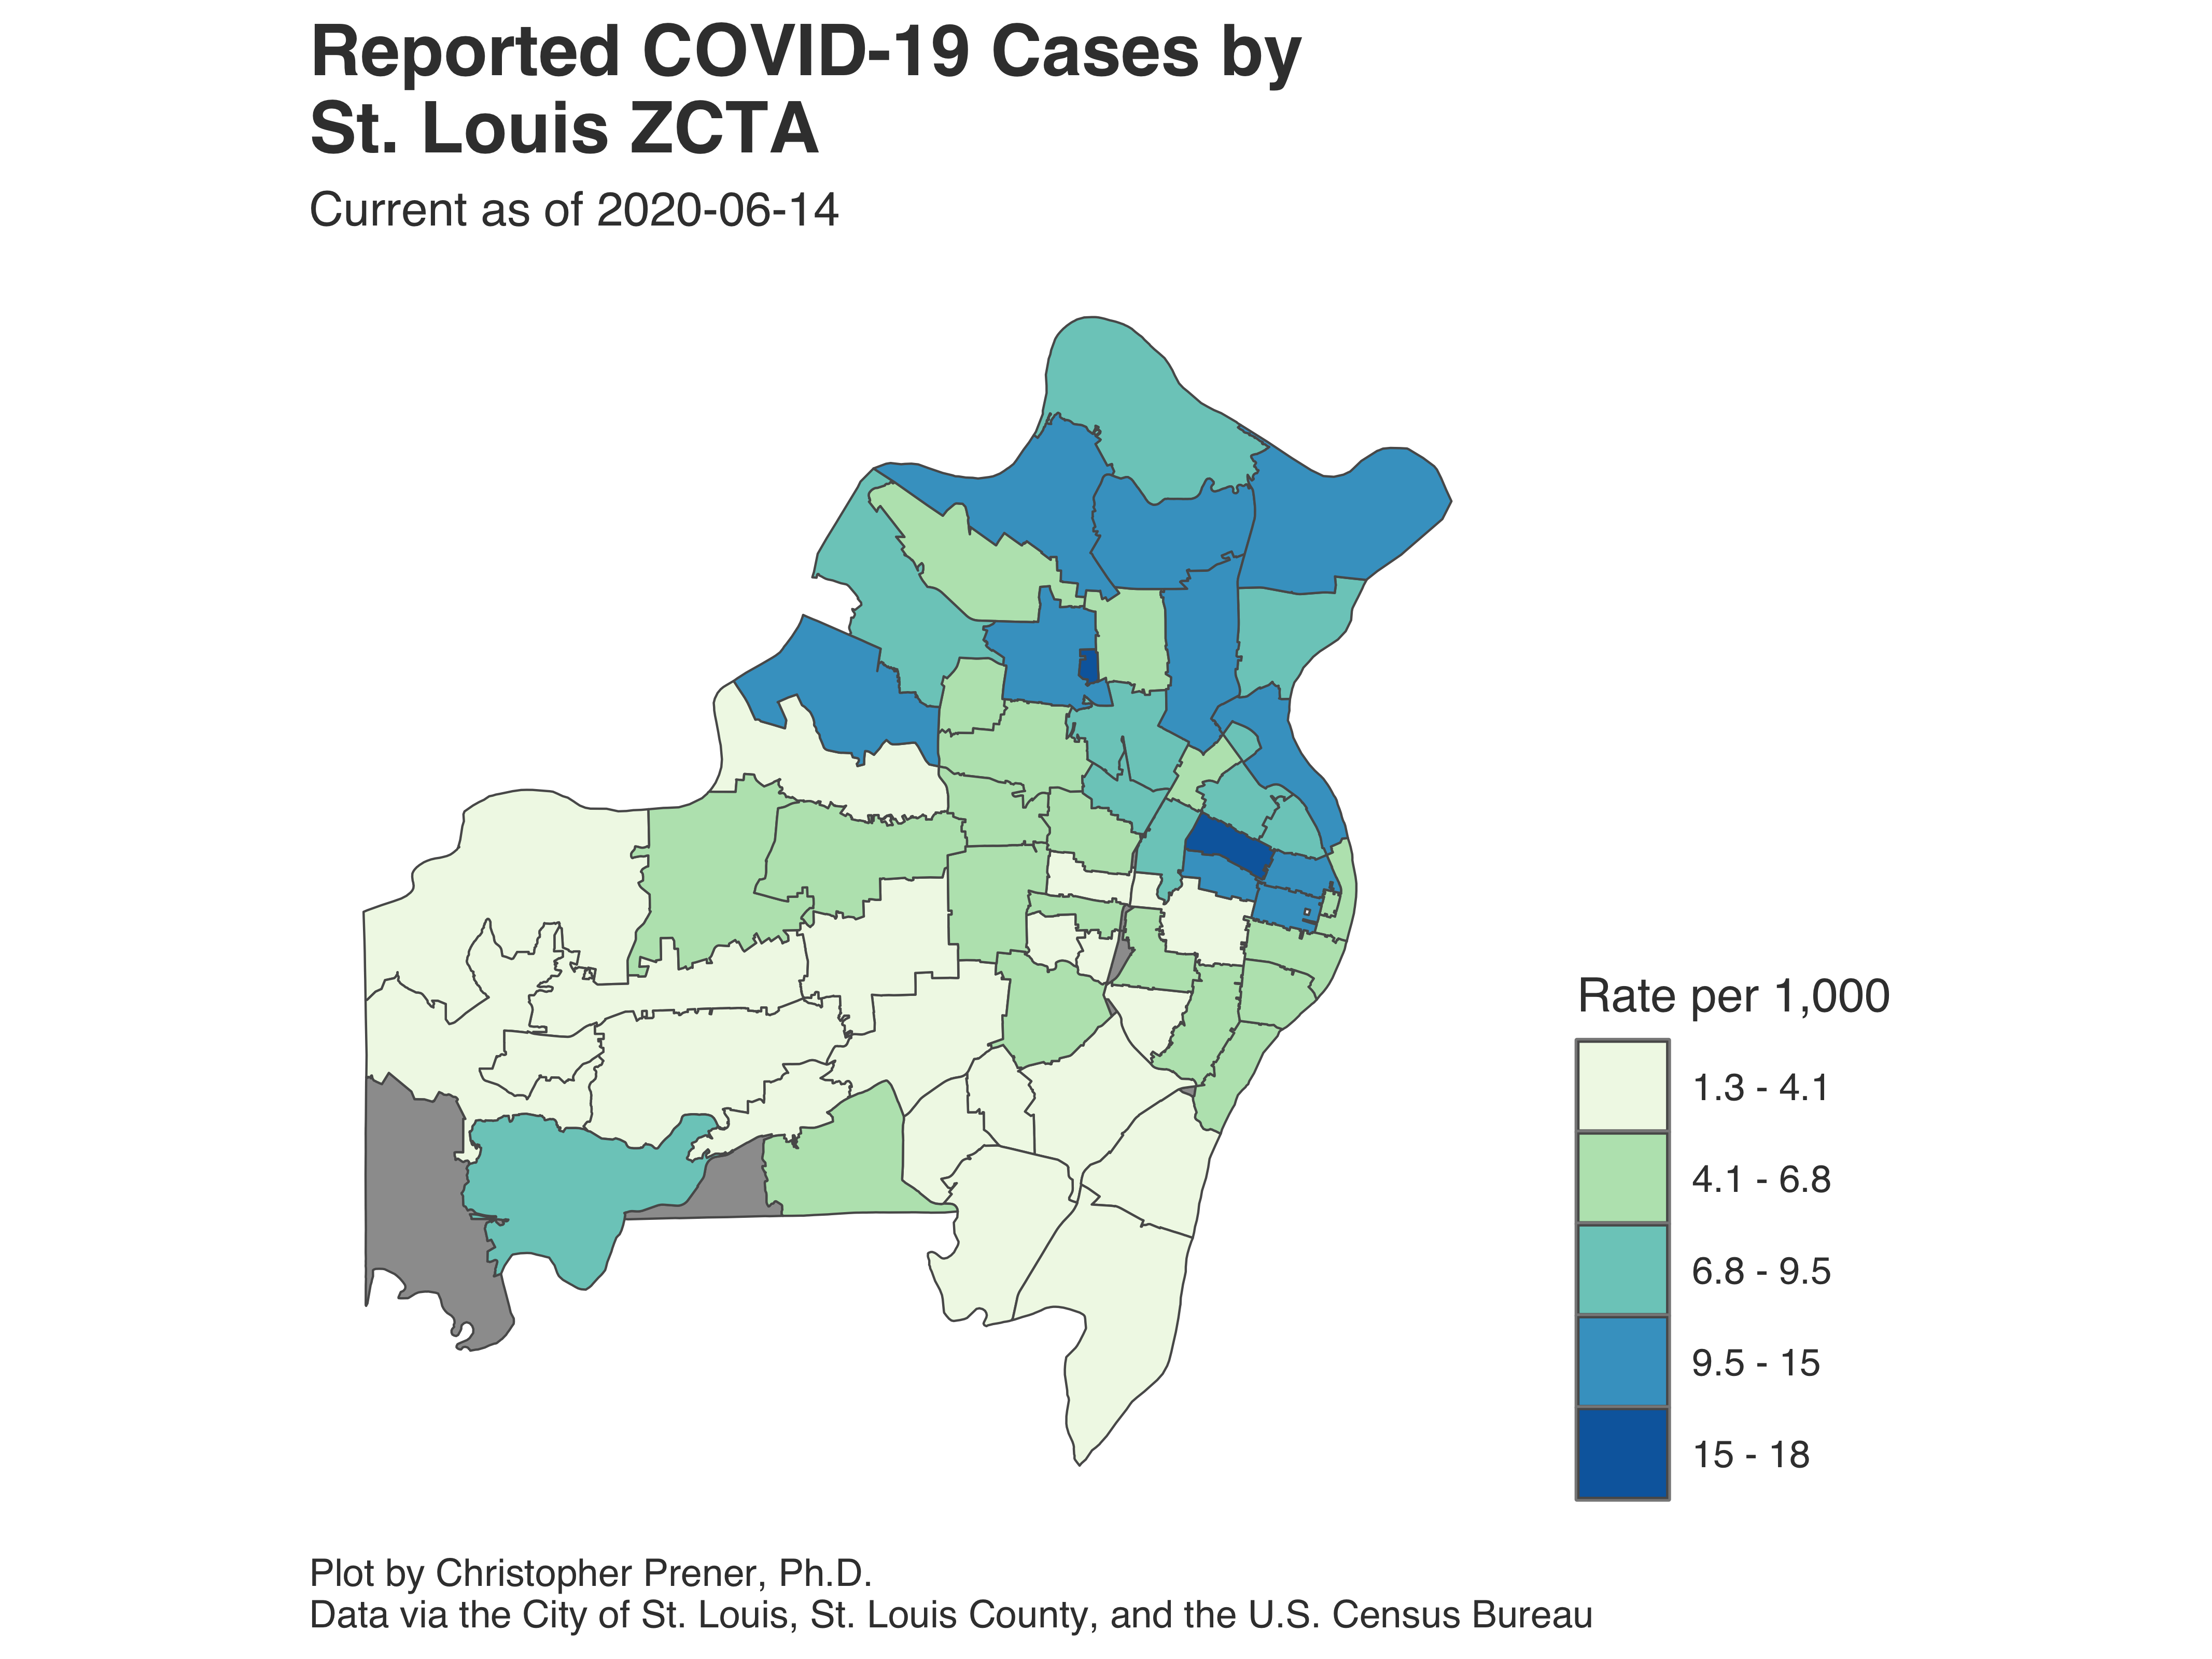 Reported COVID-19 Cases by
St. Louis ZCTA
Current as of 2020-06-14
Rate per 1,000
1.3 - 4.1
4.1 - 6.8
6.8 - 9.5
9.5 - 15
15 - 18
Plot by Christopher Prener, Ph.D.
Data via the City of St. Louis, St. Louis County, and the U.S. Census Bureau